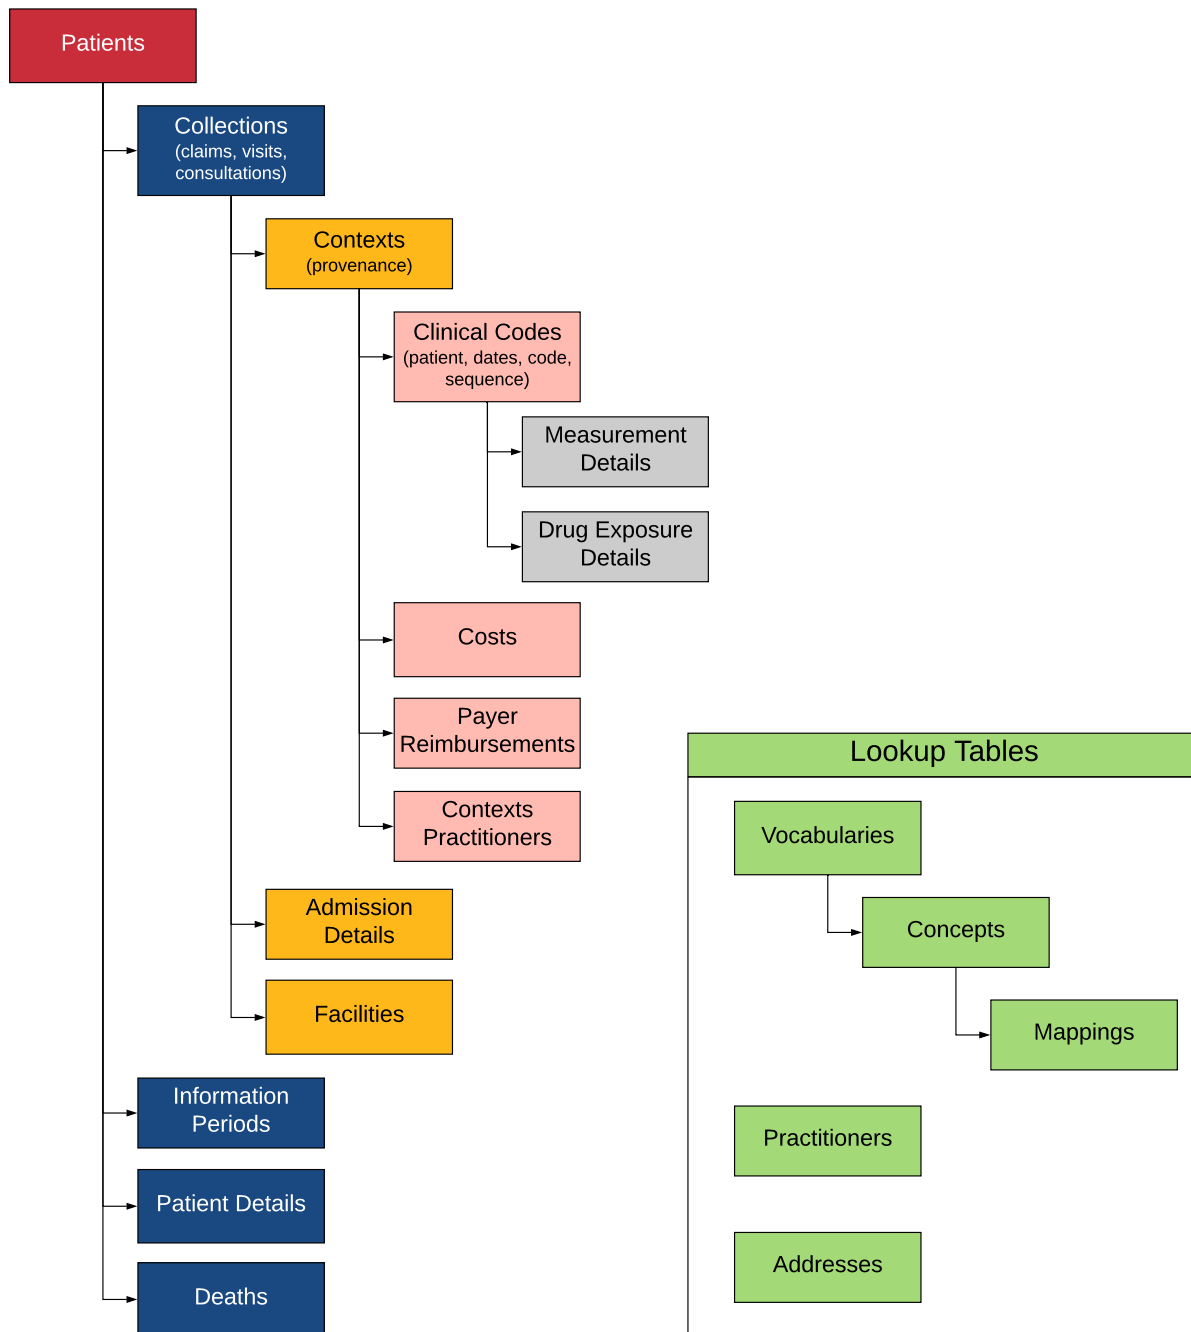 Patients
Collections
(claims, visits,
consultations)
Contexts
(provenance)
Clinical Codes
(patient, dates, code,
sequence)
Measurement
Details
Drug Exposure
Details
Costs
Payer
Reimbursements
Contexts
Practitioners
Admission
Details
Facilities
Information
Periods
Patient Details
Deaths
Lookup Tables
Vocabularies
Concepts
Mappings
Practitioners
Addresses